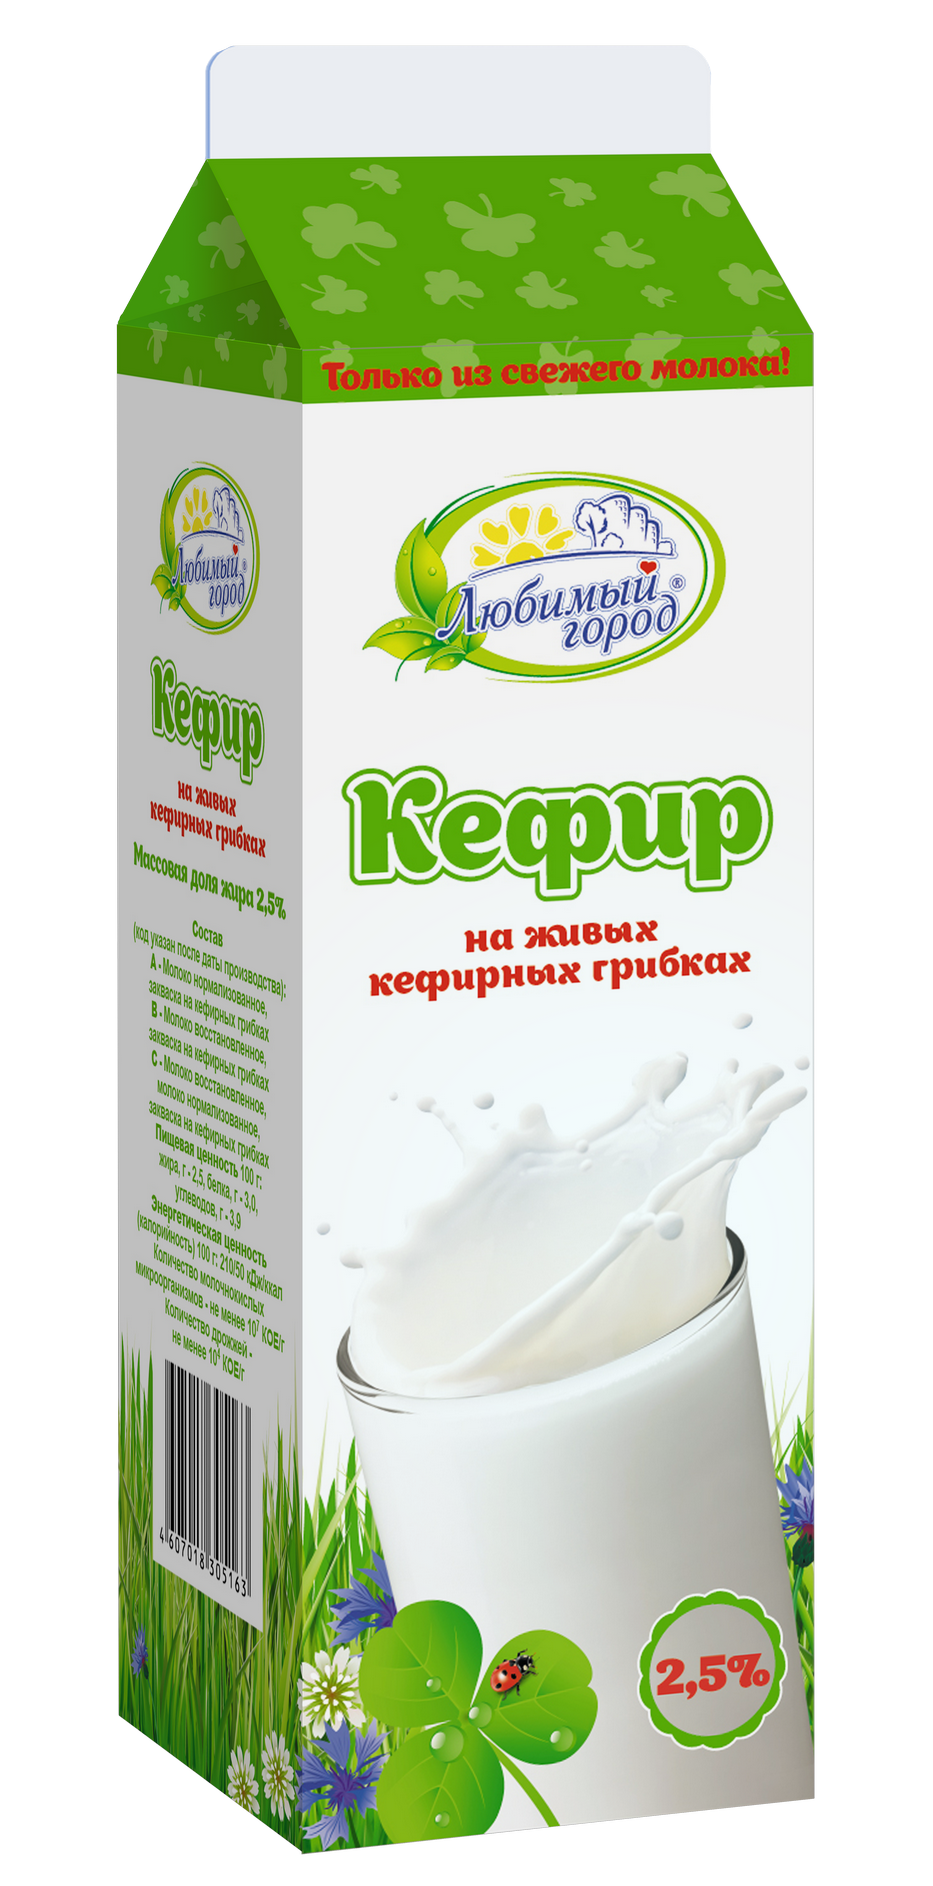 Только из свежего молока!
Любимый®
город
Кефир
на живых
кефирных грибках
2,5%
Любимый®
город
Кефир
на живых
кефирных грибках
Массовая доля жира 2,5%
Состав
(код указан после даты производства):
А - Молоко нормализованное,
закваска на кефирных грибках
В - Молоко восстановленное,
закваска на кефирных грибках
С - Молоко восстановленное,
молоко нормализованное,
закваска на кефирных грибках
Пищевая ценность 100 г:
жира, г - 2,5, белка, г - 3,0,
углеводов, г - 3,9
Энергетическая ценность
(калорийность) 100 г: 210/50 кДж/ккал
Количество молочнокислых
микроорганизмов - не менее 10⁷ КОЕ/г
Количество дрожжей -
не менее 10⁴ КОЕ/г
4 607018 305163